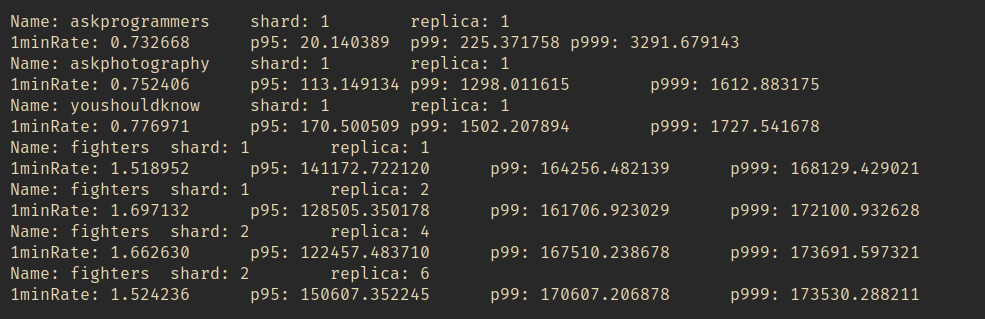 Name: askprogrammers shard: 1 replica: 1
1minRate: 0.732668 p95: 20.140389 p99: 225.371758 p999: 3291.679143
Name: askphotography shard: 1 replica: 1
1minRate: 0.752406 p95: 113.149134 p99: 1298.011615 p999: 1612.883175
Name: youshouldknow shard: 1 replica: 1
1minRate: 0.776971 p95: 170.500509 p99: 1502.207894 p999: 1727.541678
Name: fighters shard: 1 replica: 1
1minRate: 1.518952 p95: 141172.722120 p99: 164256.482139 p999: 168129.429021
Name: fighters shard: 1 replica: 2
1minRate: 1.697132 p95: 128505.350178 p99: 161706.923029 p999: 172100.932628
Name: fighters shard: 2 replica: 4
1minRate: 1.662630 p95: 122457.483710 p99: 167510.238678 p999: 173691.597321
Name: fighters shard: 2 replica: 6
1minRate: 1.524236 p95: 150607.352245 p99: 170607.206878 p999: 173530.288211